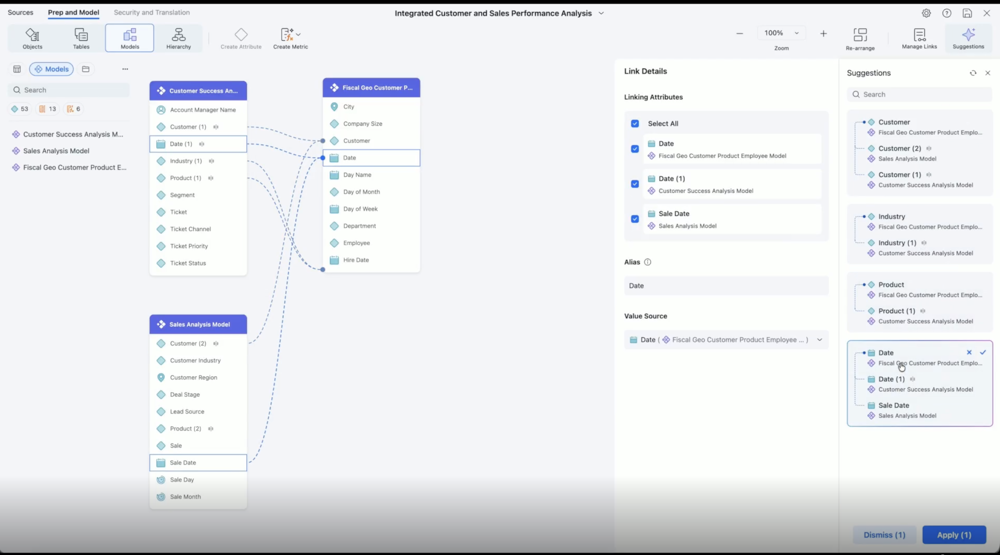 Sources
Prep and Model
Security and Translation
Integrated Customer and Sales Performance Analysis
Objects
Tables
Models
Hierarchy
Create Attribute
Create Metric
100%
Zoom
Re-arrange
Manage Links
Suggestions
Models
Search
53
13
6
Customer Success Analysis M...
Sales Analysis Model
Fiscal Geo Customer Product E...
Customer Success An...
Account Manager Name
Customer (1)
Date (1)
Industry (1)
Product (1)
Segment
Ticket
Ticket Channel
Ticket Priority
Ticket Status
Fiscal Geo Customer P...
City
Company Size
Customer
Date
Day Name
Day of Month
Day of Week
Department
Employee
Hire Date
Sales Analysis Model
Customer (2)
Customer Industry
Customer Region
Deal Stage
Lead Source
Product (2)
Sale
Sale Date
Sale Day
Sale Month
Link Details
Linking Attributes
Select All
Date
Fiscal Geo Customer Product Employee Model
Date (1)
Customer Success Analysis Model
Sale Date
Sales Analysis Model
Alias
Date
Value Source
Date ( Fiscal Geo Customer Product Employee ... )
Suggestions
Search
Customer
Fiscal Geo Customer Product Emplo...
Customer (2)
Sales Analysis Model
Customer (1)
Customer Success Analysis Model
Industry
Fiscal Geo Customer Product Emplo...
Industry (1)
Customer Success Analysis Model
Product
Fiscal Geo Customer Product Emplo...
Product (1)
Customer Success Analysis Model
Date
Fiscal Geo Customer Product Emplo...
Date (1)
Customer Success Analysis Model
Sale Date
Sales Analysis Model
Dismiss (1)
Apply (1)